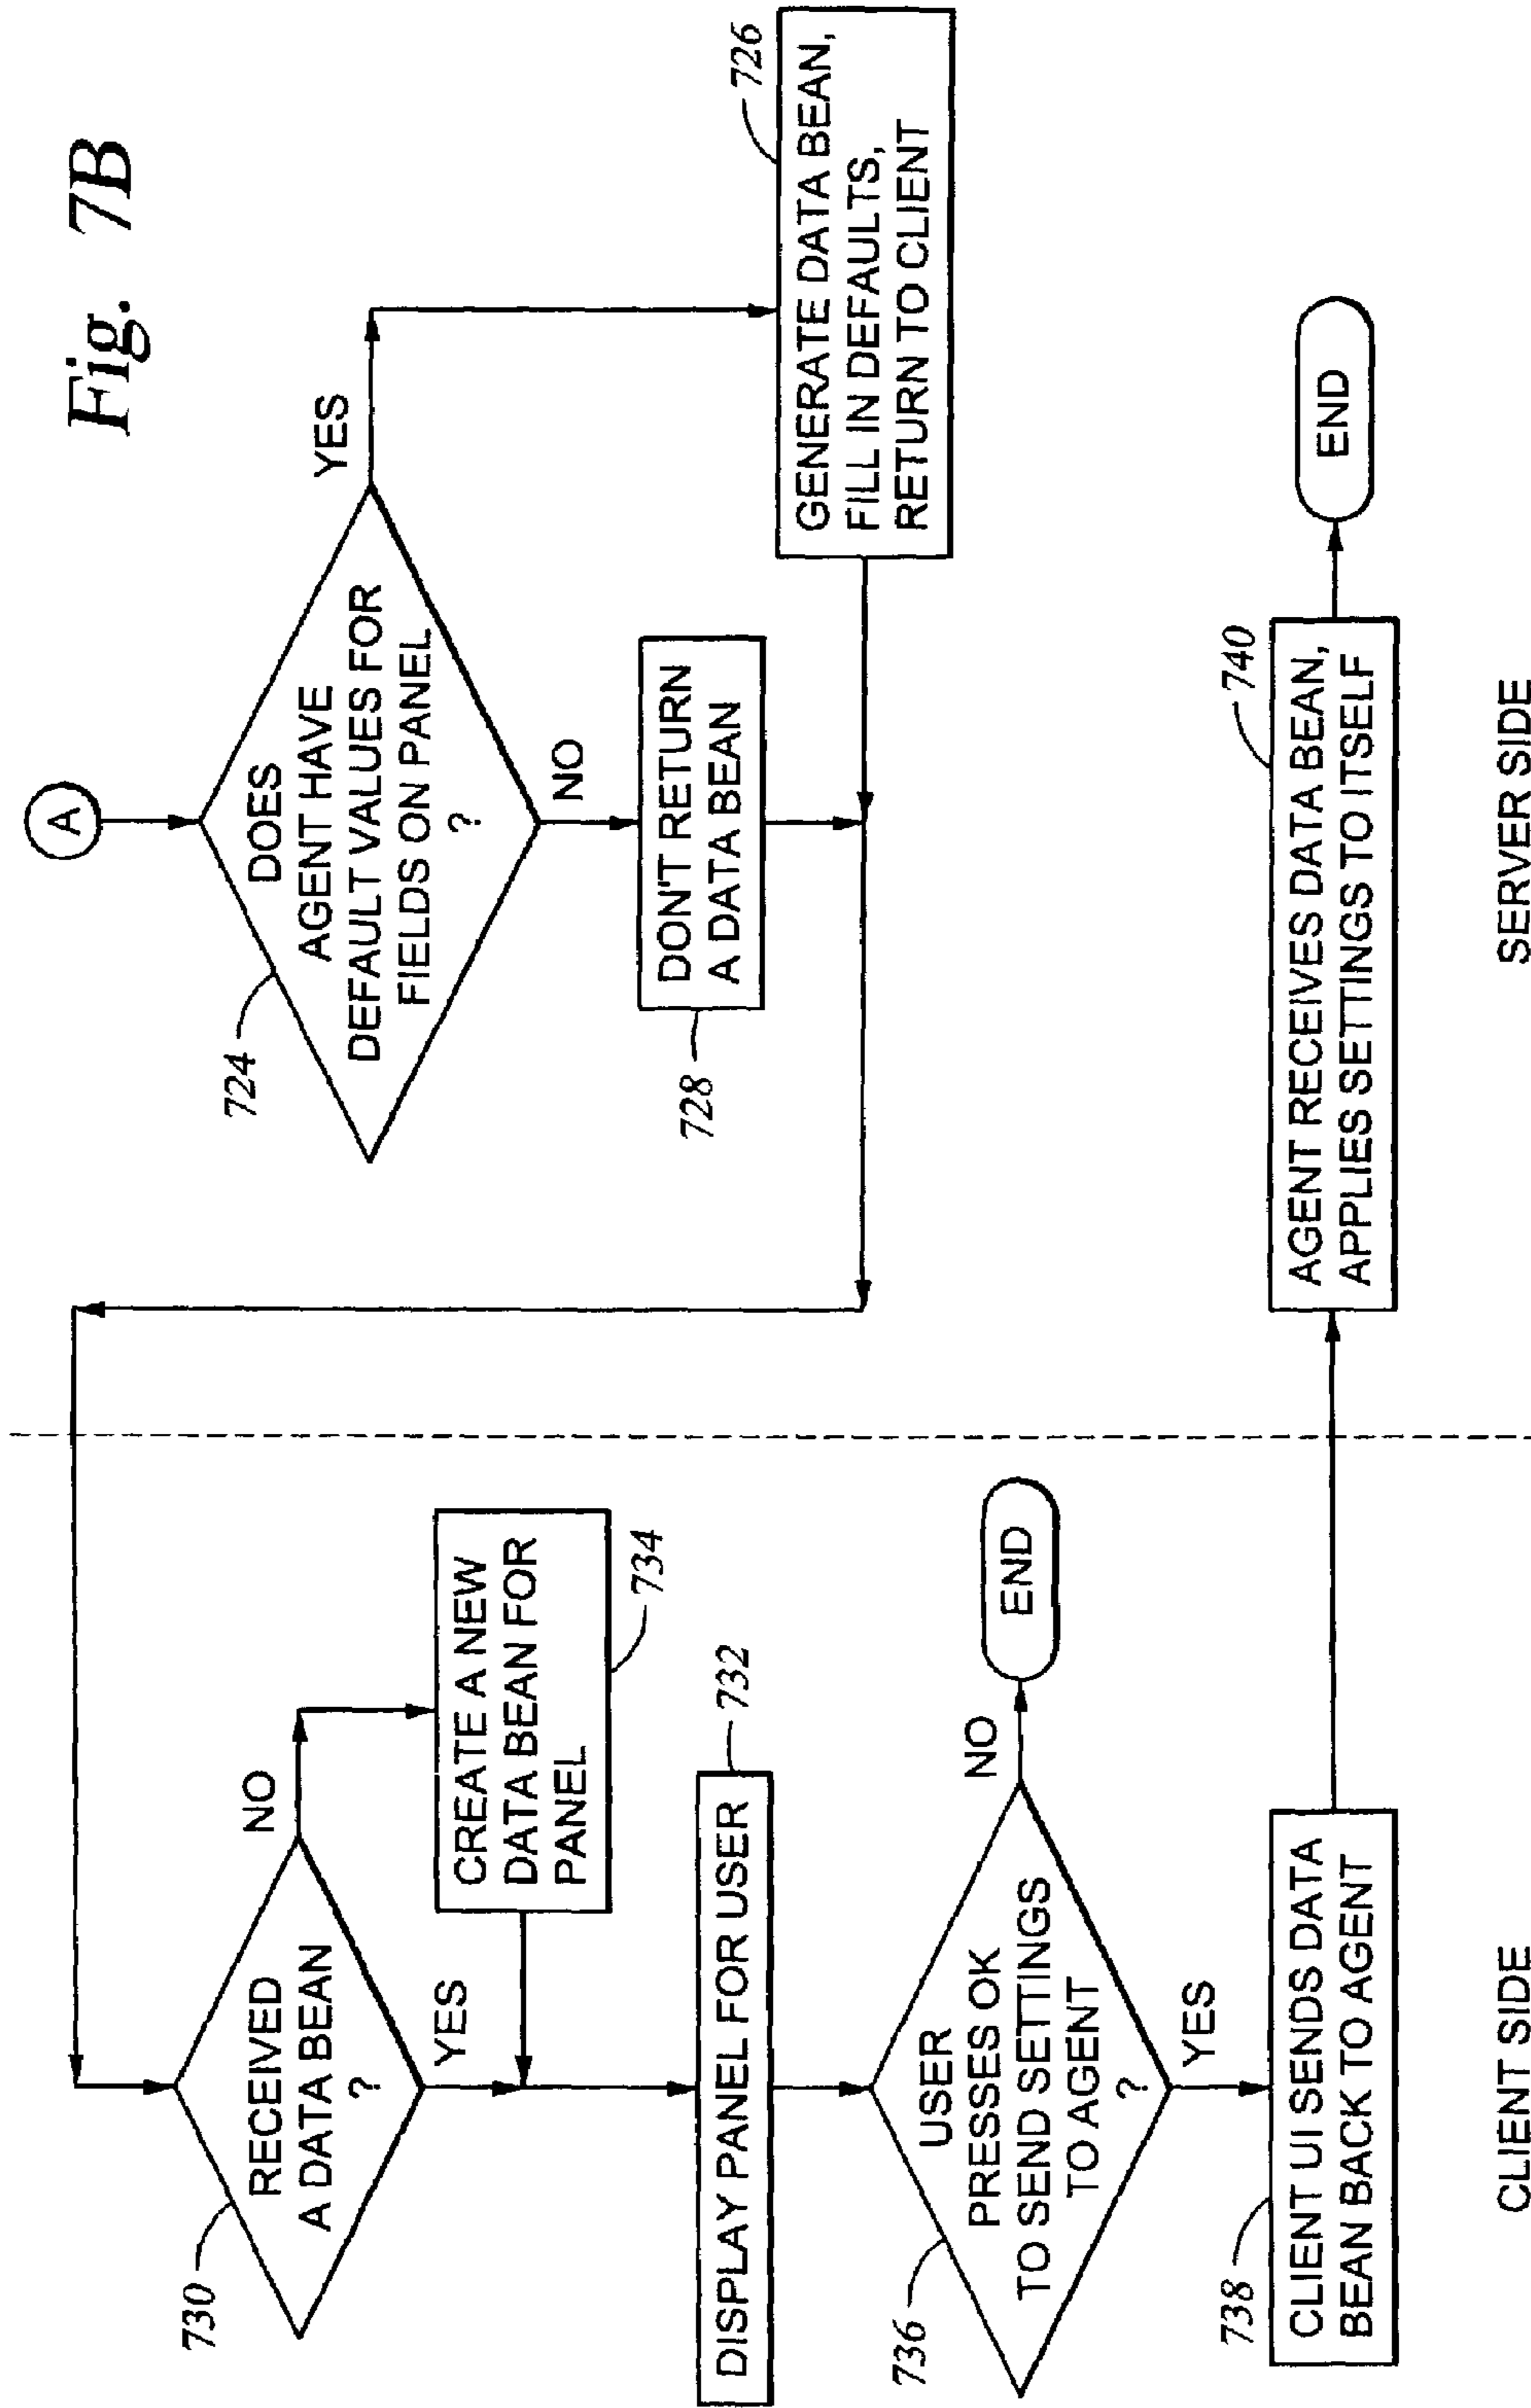 Fig. 7B
A
724
DOES
AGENT HAVE
DEFAULT VALUES FOR
FIELDS ON PANEL
?
YES
NO
726
GENERATE DATA BEAN,
FILL IN DEFAULTS,
RETURN TO CLIENT
728
DON'T RETURN
A DATA BEAN
730
RECEIVED
A DATA BEAN
?
NO
YES
CREATE A NEW
DATA BEAN FOR
PANEL
734
DISPLAY PANEL FOR USER
732
736
USER
PRESSES OK
TO SEND SETTINGS
TO AGENT
?
NO
END
YES
738
CLIENT UI SENDS DATA
BEAN BACK TO AGENT
740
AGENT RECEIVES DATA BEAN,
APPLIES SETTINGS TO ITSELF
END
CLIENT SIDE
SERVER SIDE